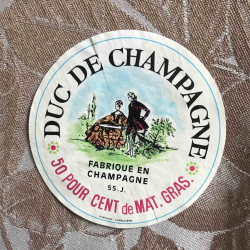 DUC DE CHAMPAGNE
FABRIQUE EN
CHAMPAGNE
55.J.
50 POUR CENT de MAT. GRAS.